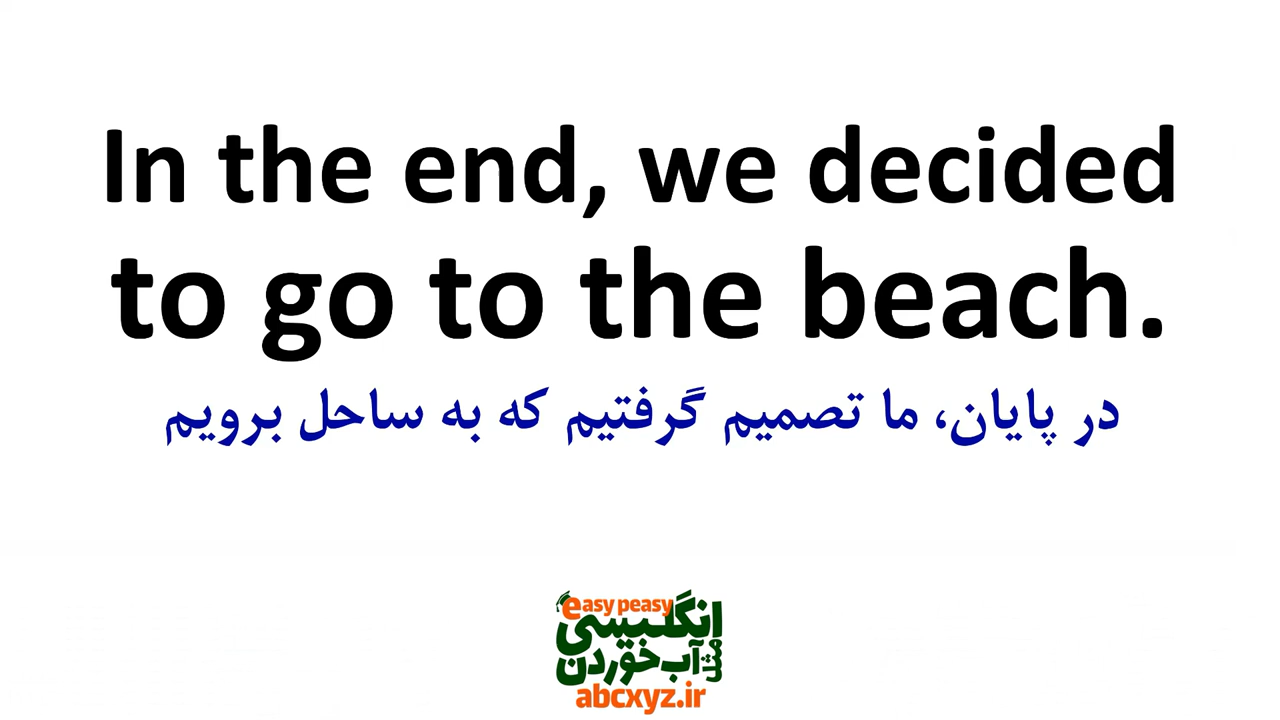 In the end, we decided
to go to the beach.
در پایان، ما تصمیم گرفتیم که به ساحل برویم
easy peasy
انگلیسی
مثل آب خوردن
abcxyz.ir